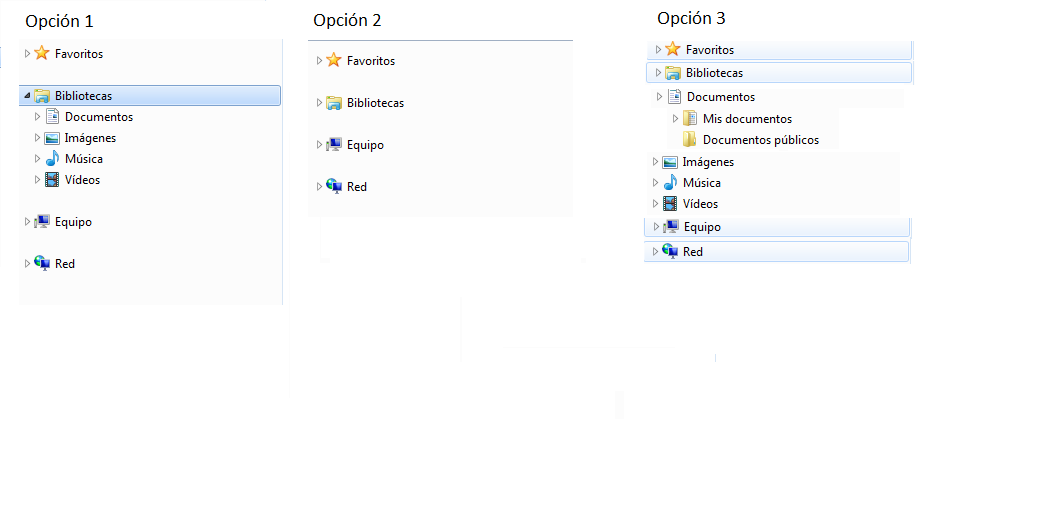 Opción 1
Favoritos
Bibliotecas
Documentos
Imágenes
Música
Vídeos
Equipo
Red
Opción 2
Favoritos
Bibliotecas
Equipo
Red
Opción 3
Favoritos
Bibliotecas
Documentos
Mis documentos
Documentos públicos
Imágenes
Música
Vídeos
Equipo
Red